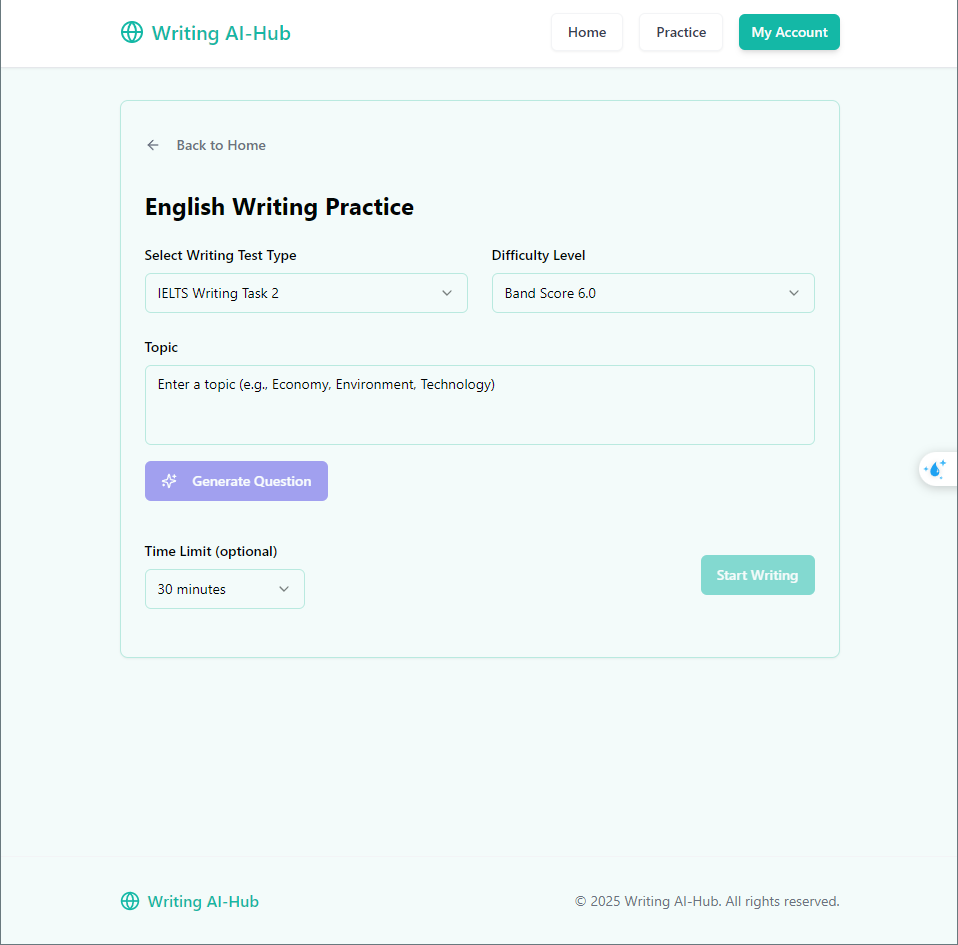 Writing AI-Hub
Home
Practice
My Account
Back to Home
English Writing Practice
Select Writing Test Type
Difficulty Level
IELTS Writing Task 2
Band Score 6.0
Topic
Enter a topic (e.g., Economy, Environment, Technology)
Generate Question
Time Limit (optional)
30 minutes
Start Writing
Writing AI-Hub
© 2025 Writing AI-Hub. All rights reserved.